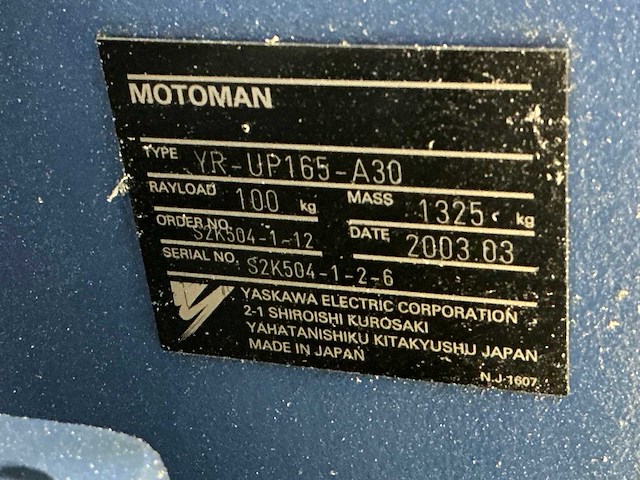 MOTOMAN
TYPE YR-UP165-A30
RAYLOAD 100 kg MASS 1325 kg
ORDER NO. S2K504-1-12 DATE 2003.03
SERIAL NO. S2K504-1-2-6
YASKAWA ELECTRIC CORPORATION
2-1 SHIROISHI KUROSAKI
YAHATANISHIKU KITAKYUSHU JAPAN
MADE IN JAPAN
NJ-1607